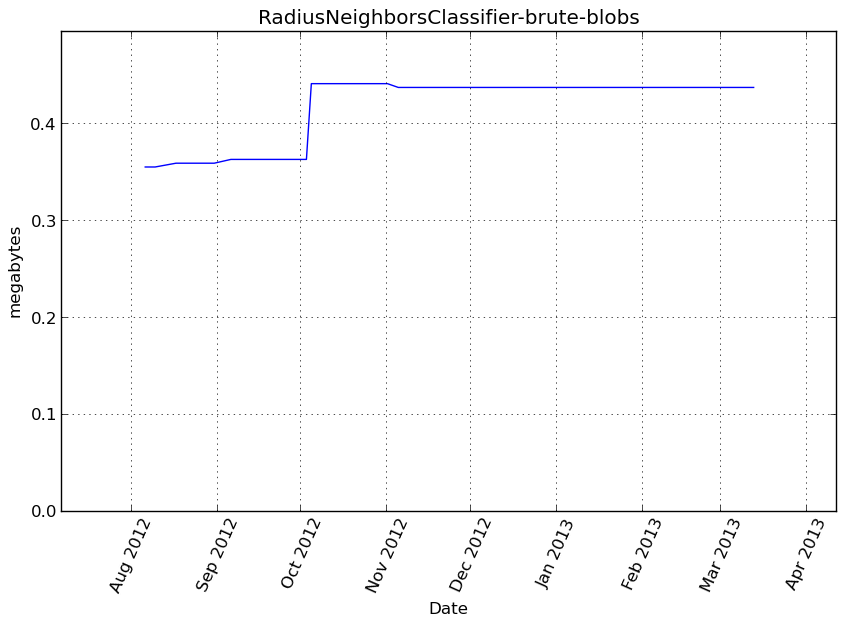 RadiusNeighborsClassifier-brute-blobs
megabytes
0.4
0.3
0.2
0.1
0.0
Aug 2012
Sep 2012
Oct 2012
Nov 2012
Dec 2012
Jan 2013
Feb 2013
Mar 2013
Apr 2013
Date